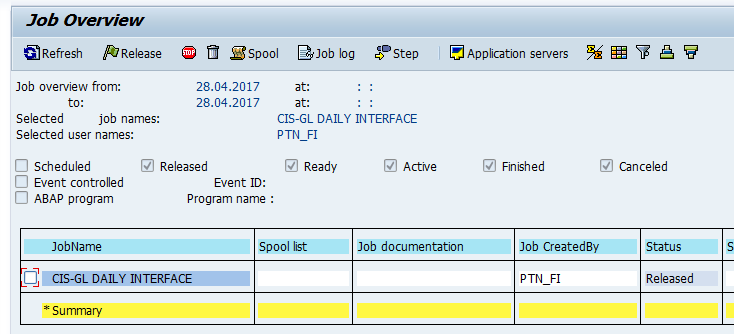 Job Overview
Refresh Release STOP Spool Job log Step Application servers
Job overview from: 28.04.2017 at: : :
to: 28.04.2017 at: : :
Selected job names: CIS-GL DAILY INTERFACE
Selected user names: PTN_FI
Scheduled Released Ready Active Finished Canceled
Event controlled Event ID:
ABAP program Program name :
JobName Spool list Job documentation Job CreatedBy Status S
CIS-GL DAILY INTERFACE PTN_FI Released
* Summary